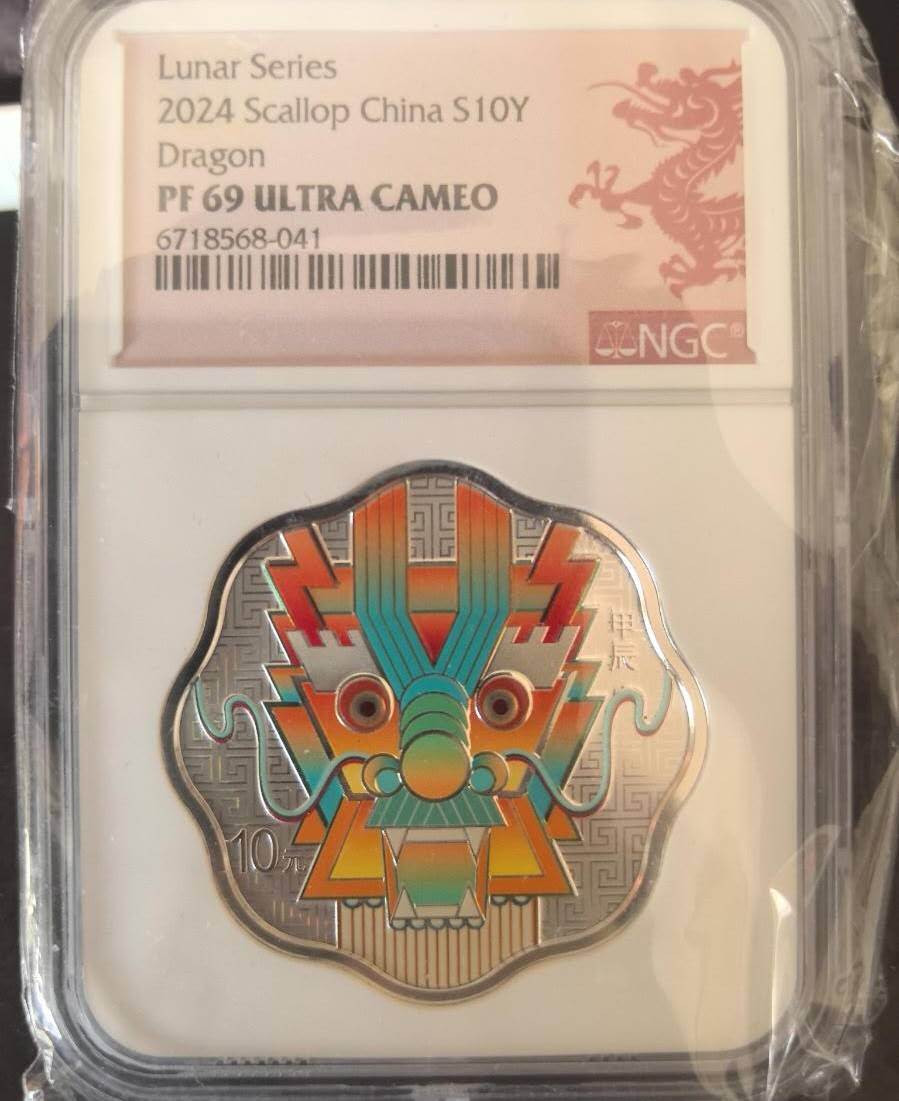 Lunar Series
2024 Scallop China S10Y
Dragon
PF 69 ULTRA CAMEO
6718568-041
NGC®
甲辰
10元